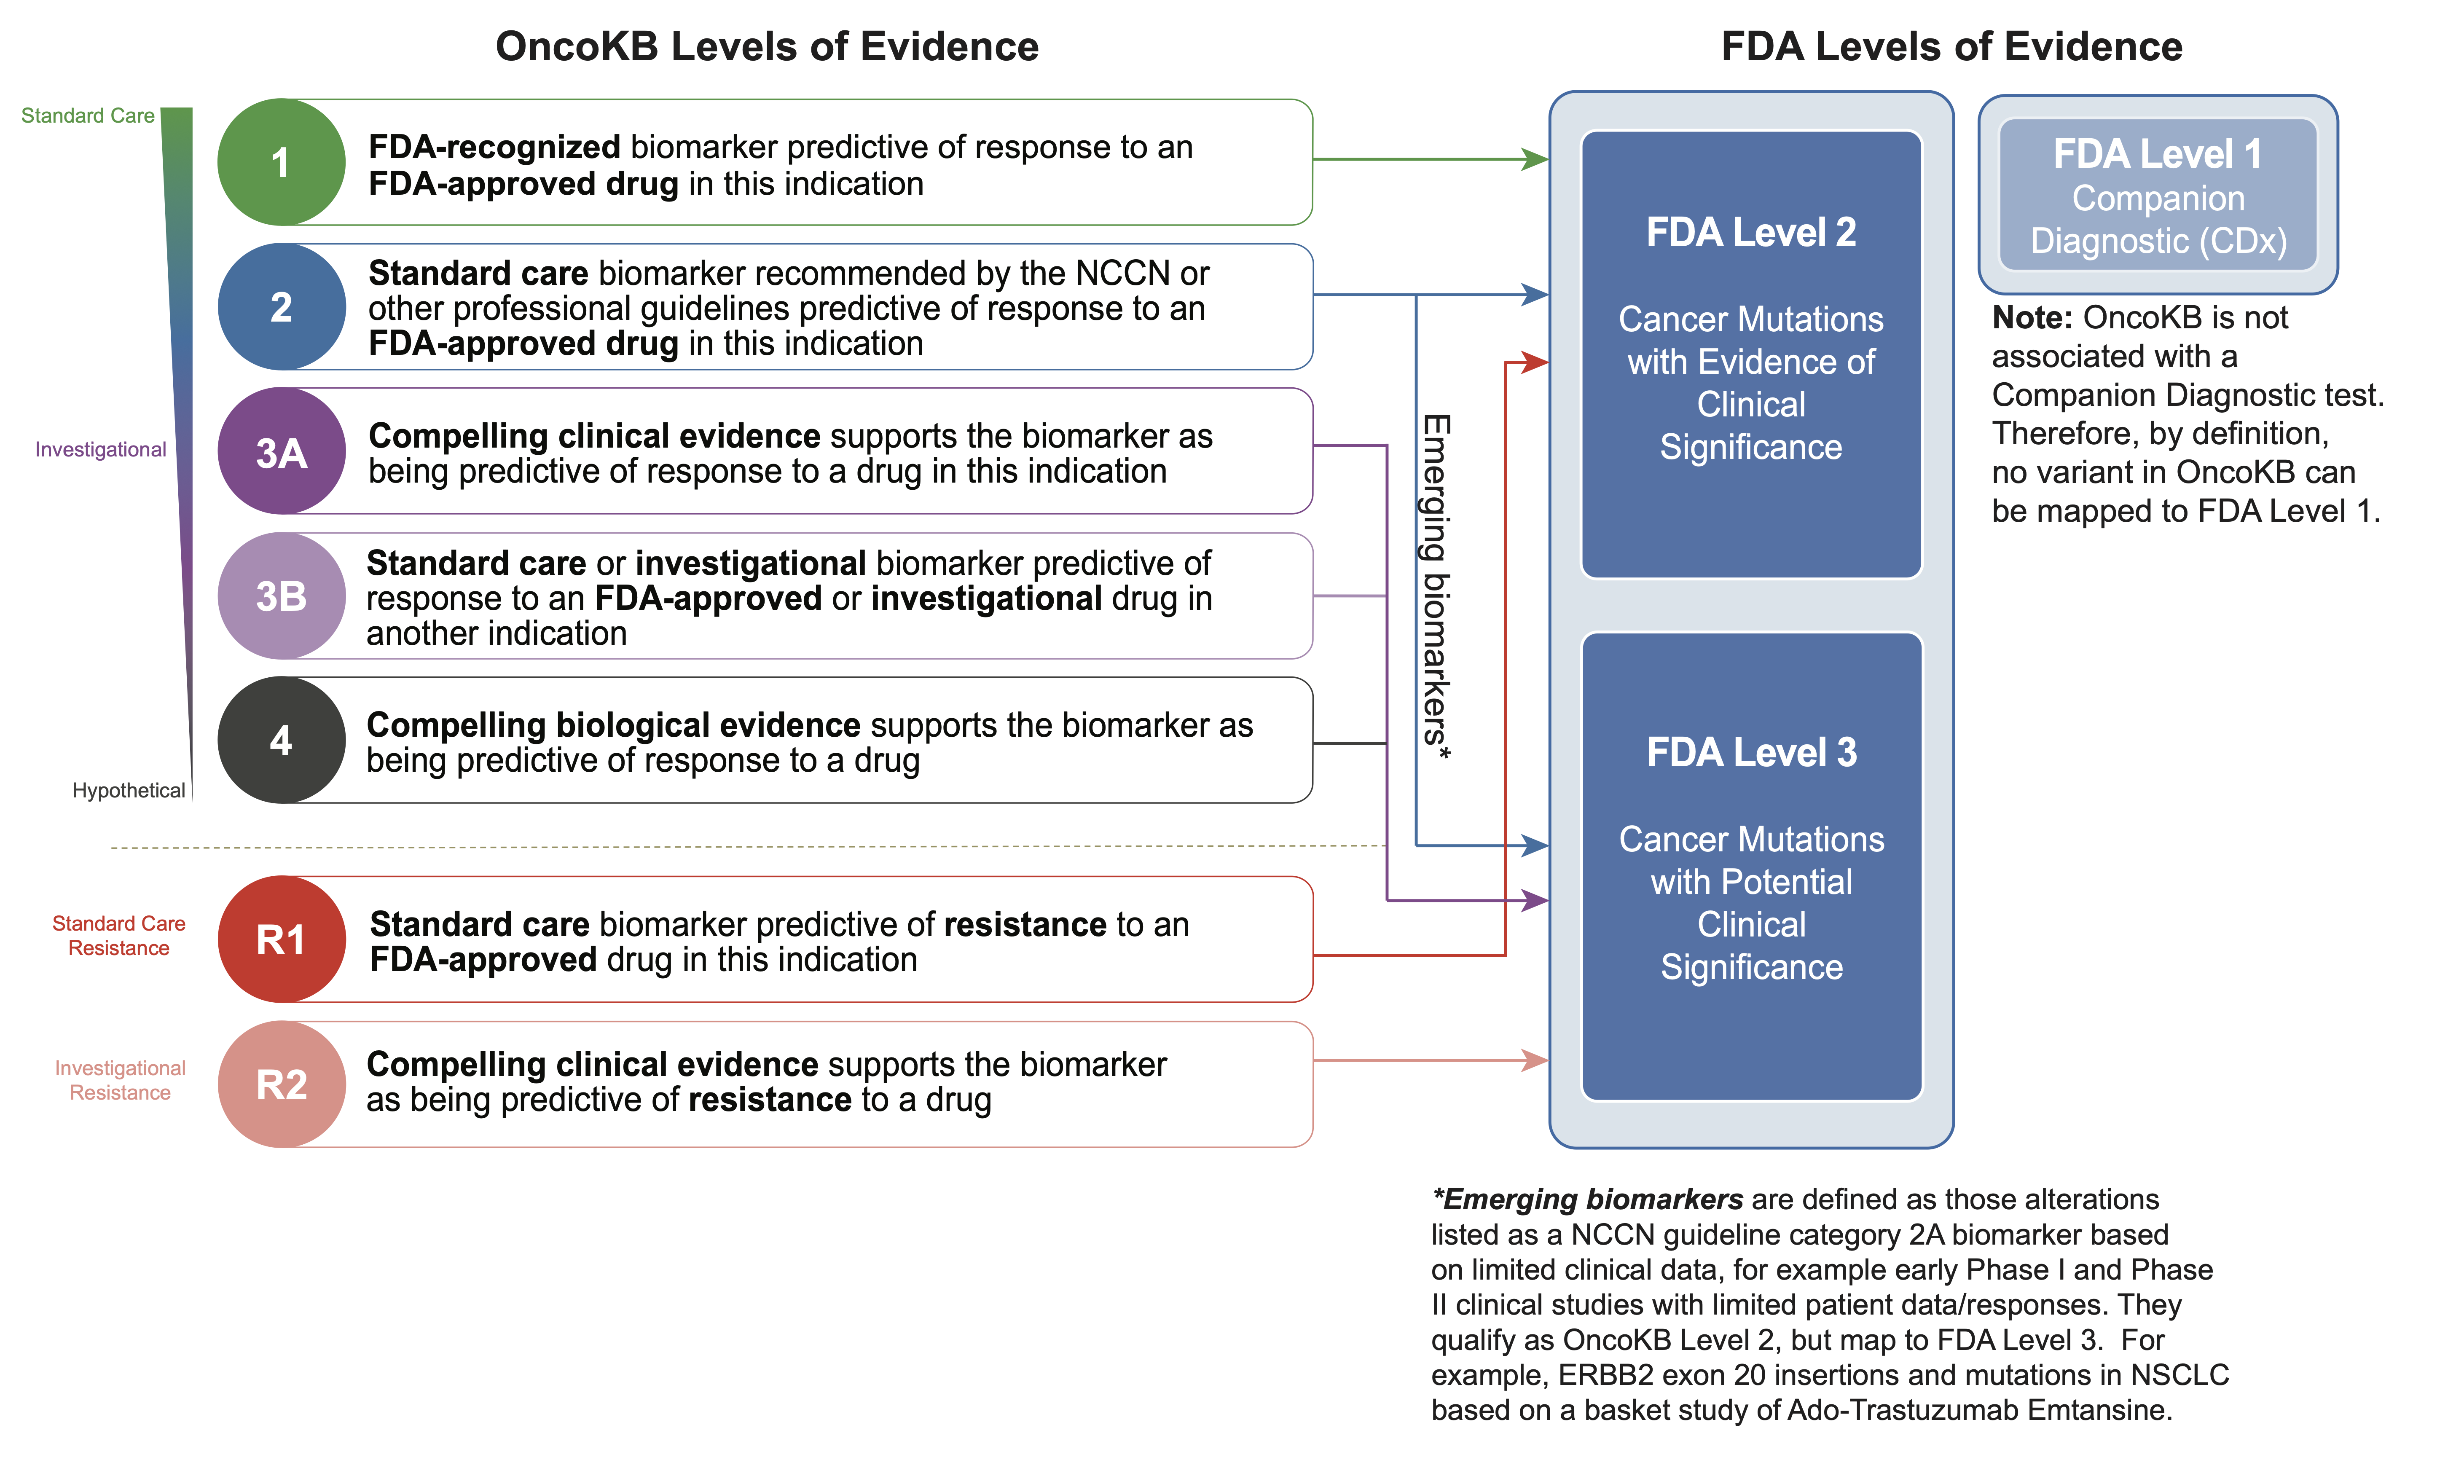 OncoKB Levels of Evidence
FDA Levels of Evidence
Standard Care
1
FDA-recognized biomarker predictive of response to an
FDA-approved drug in this indication
2
Standard care biomarker recommended by the NCCN or
other professional guidelines predictive of response to an
FDA-approved drug in this indication
Investigational
3A
Compelling clinical evidence supports the biomarker as
being predictive of response to a drug in this indication
3B
Standard care or investigational biomarker predictive of
response to an FDA-approved or investigational drug in
another indication
4
Compelling biological evidence supports the biomarker as
being predictive of response to a drug
Hypothetical
Standard Care
Resistance
R1
Standard care biomarker predictive of resistance to an
FDA-approved drug in this indication
Investigational
Resistance
R2
Compelling clinical evidence supports the biomarker
as being predictive of resistance to a drug
Emerging biomarkers*
FDA Level 2
Cancer Mutations
with Evidence of
Clinical
Significance
FDA Level 3
Cancer Mutations
with Potential
Clinical
Significance
FDA Level 1
Companion
Diagnostic (CDx)
Note: OncoKB is not
associated with a
Companion Diagnostic test.
Therefore, by definition,
no variant in OncoKB can
be mapped to FDA Level 1.
*Emerging biomarkers are defined as those alterations
listed as a NCCN guideline category 2A biomarker based
on limited clinical data, for example early Phase I and Phase
II clinical studies with limited patient data/responses. They
qualify as OncoKB Level 2, but map to FDA Level 3.  For
example, ERBB2 exon 20 insertions and mutations in NSCLC
based on a basket study of Ado-Trastuzumab Emtansine.